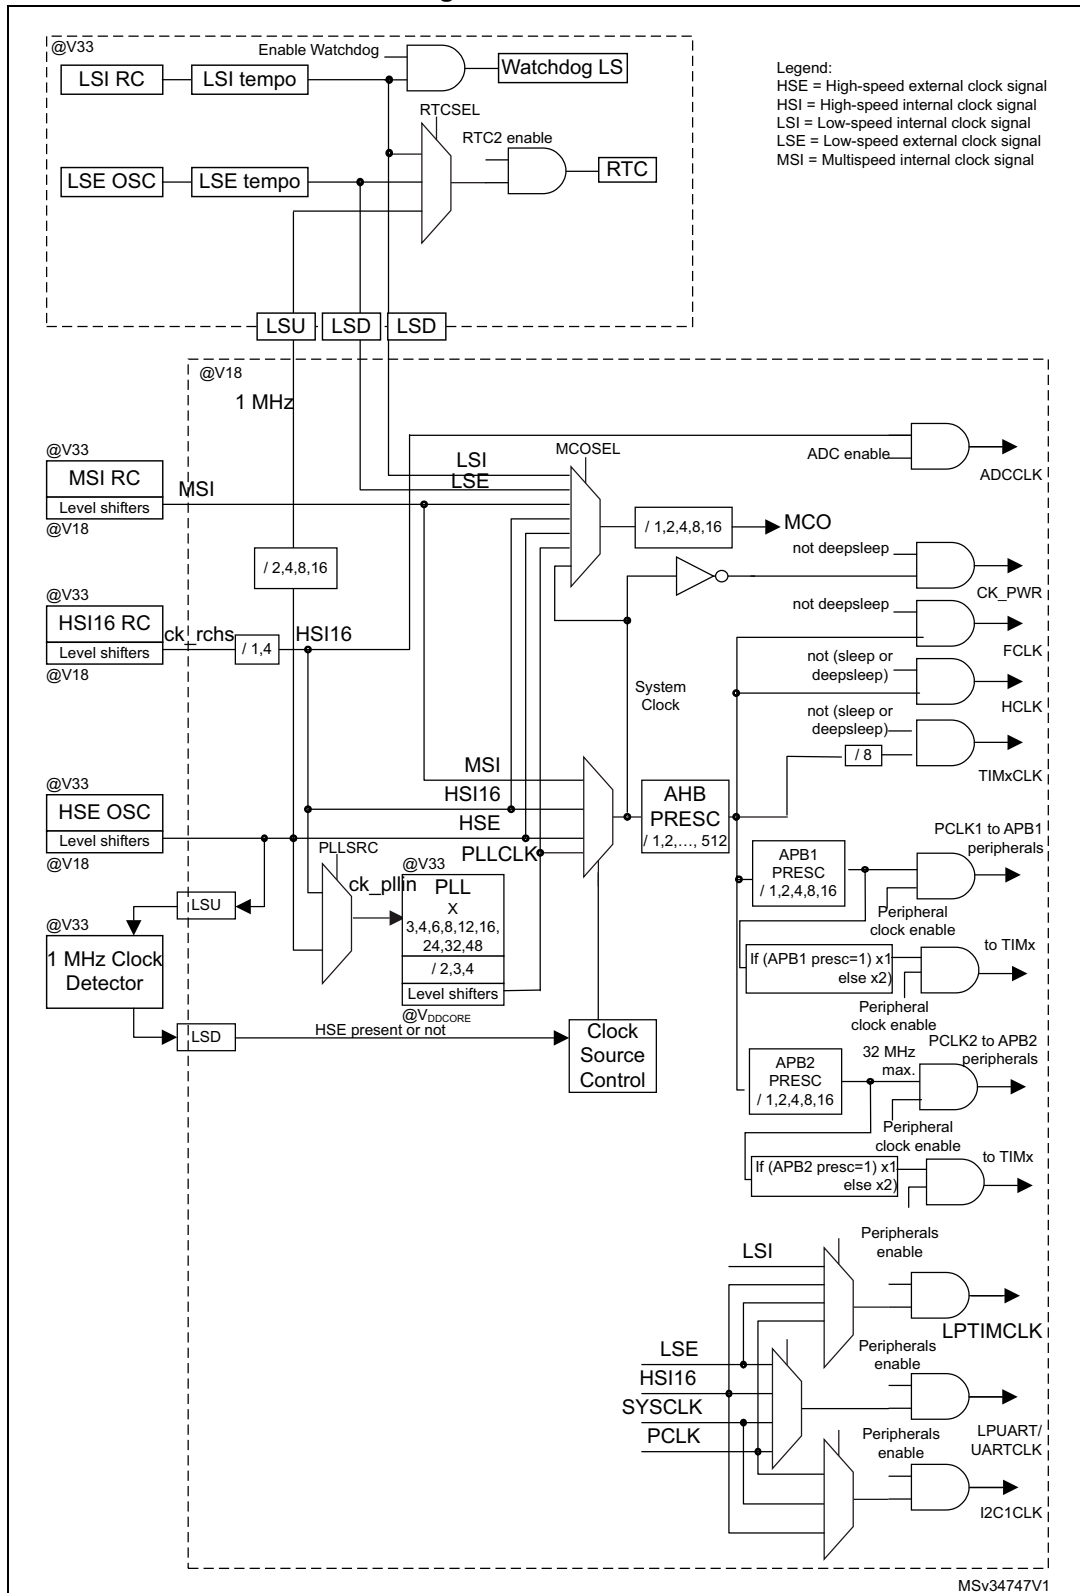 @V33
Enable Watchdog
LSI RC
LSI tempo
Watchdog LS
Legend:
HSE = High-speed external clock signal
HSI = High-speed internal clock signal
LSI = Low-speed internal clock signal
LSE = Low-speed external clock signal
MSI = Multispeed internal clock signal
RTCSEL
RTC2 enable
LSE OSC
LSE tempo
RTC
LSU
LSD
LSD
@V18
1 MHz
@V33
MSI RC
Level shifters
@V18
MSI
LSI
LSE
MCOSEL
ADC enable
ADCCLK
/ 1,2,4,8,16
MCO
/ 2,4,8,16
not deepsleep
CK_PWR
@V33
HSI16 RC
Level shifters
@V18
ck_rchs
/ 1,4
HSI16
not deepsleep
FCLK
not (sleep or
deepsleep)
HCLK
System
Clock
not (sleep or
deepsleep)
/ 8
TIMxCLK
@V33
HSE OSC
Level shifters
@V18
MSI
HSI16
HSE
PLLCLK
AHB
PRESC
/ 1,2,..., 512
PLLSRC
ck_pllin
@V33
PLL
X
3,4,6,8,12,16,
24,32,48
/ 2,3,4
Level shifters
@VDDCORE
APB1
PRESC
/ 1,2,4,8,16
PCLK1 to APB1
peripherals
Peripheral
clock enable
LSU
@V33
1 MHz Clock
Detector
LSD
HSE present or not
Clock
Source
Control
If (APB1 presc=1) x1
else x2)
to TIMx
Peripheral
clock enable
APB2
PRESC
/ 1,2,4,8,16
32 MHz
max.
PCLK2 to APB2
peripherals
Peripheral
clock enable
If (APB2 presc=1) x1
else x2)
to TIMx
LSI
Peripherals
enable
LPTIMCLK
LSE
HSI16
SYSCLK
PCLK
Peripherals
enable
LPUART/
UARTCLK
Peripherals
enable
I2C1CLK
MSv34747V1